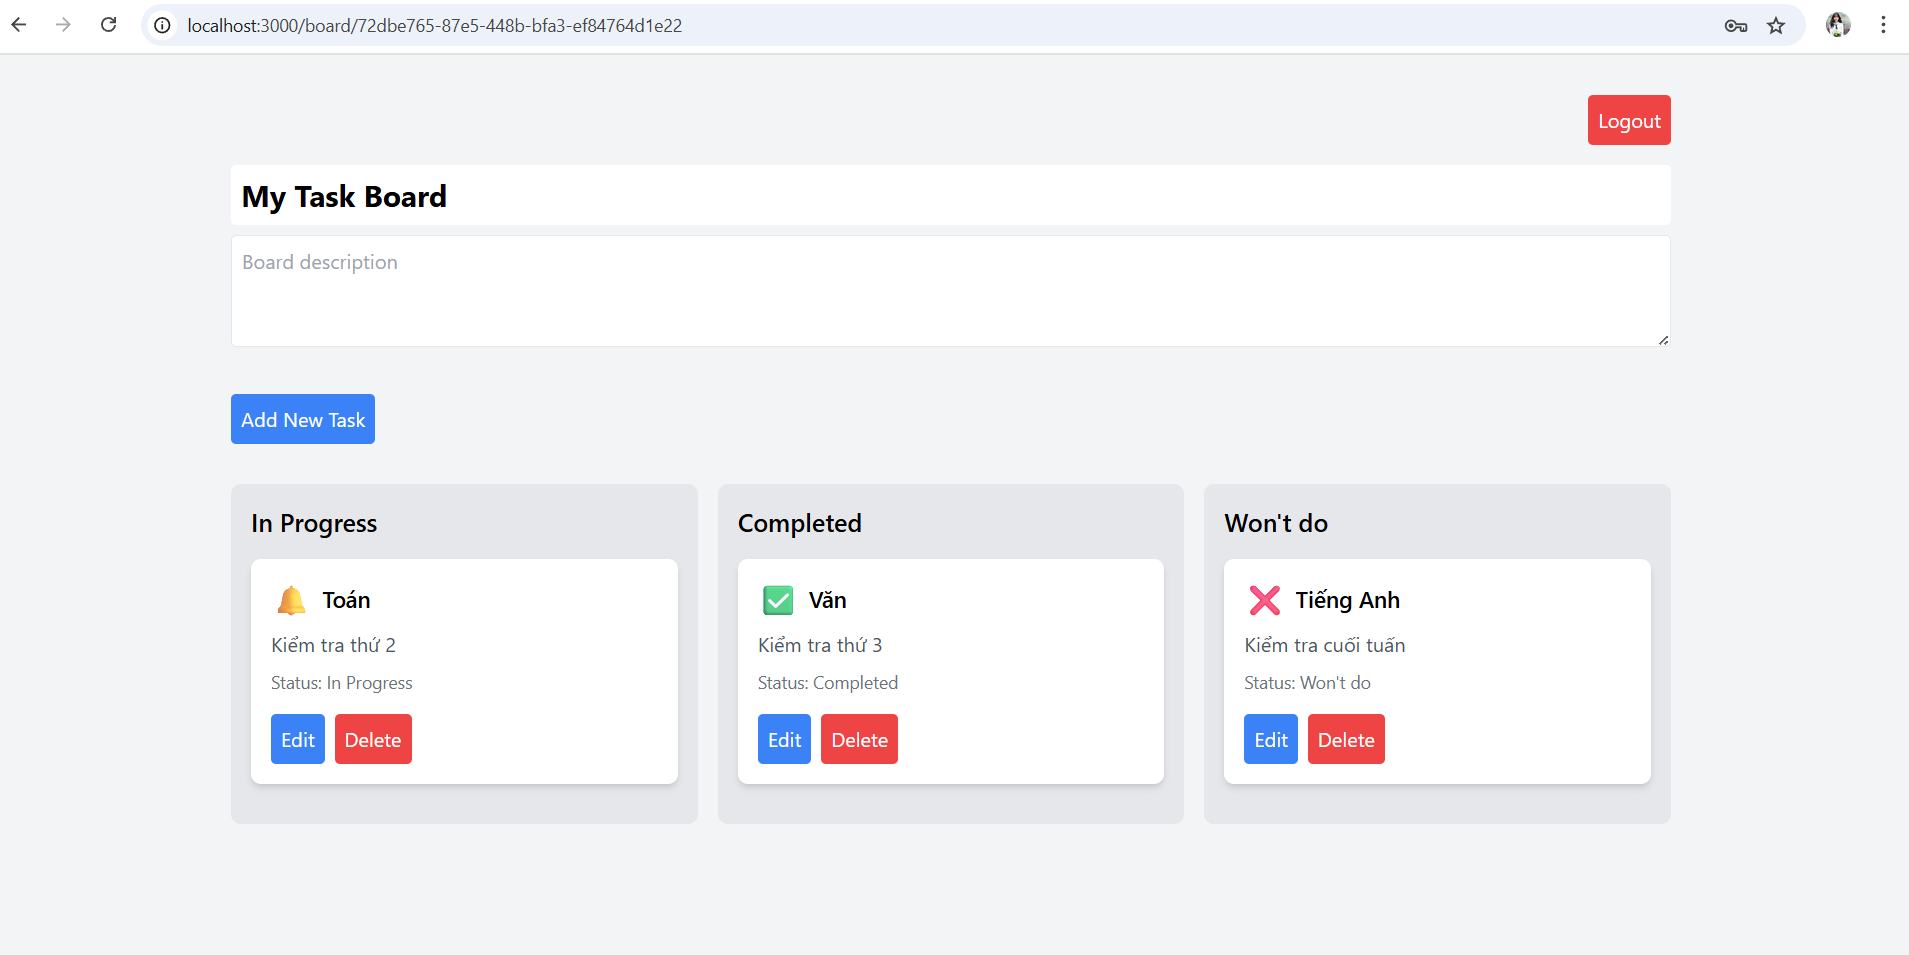 localhost:3000/board/72dbe765-87e5-448b-bfa3-ef84764d1e22
Logout
My Task Board
Board description
Add New Task
In Progress
Toán
Kiểm tra thứ 2
Status: In Progress
Edit Delete
Completed
Văn
Kiểm tra thứ 3
Status: Completed
Edit Delete
Won't do
Tiếng Anh
Kiểm tra cuối tuấn
Status: Won't do
Edit Delete